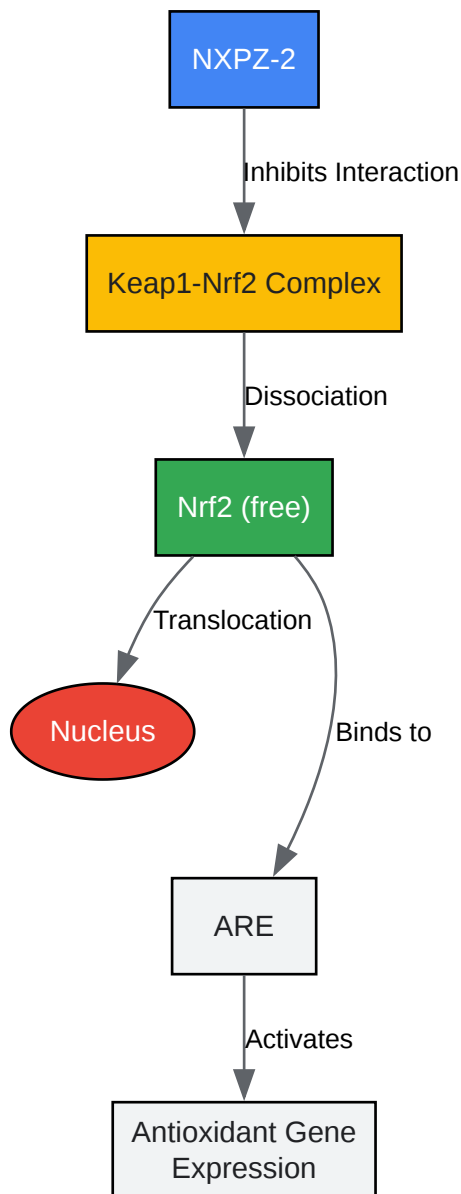 NXPZ-2
Inhibits Interaction
Keap1-Nrf2 Complex
Dissociation
Nrf2 (free)
Translocation
Nucleus
Binds to
ARE
Activates
Antioxidant Gene
Expression